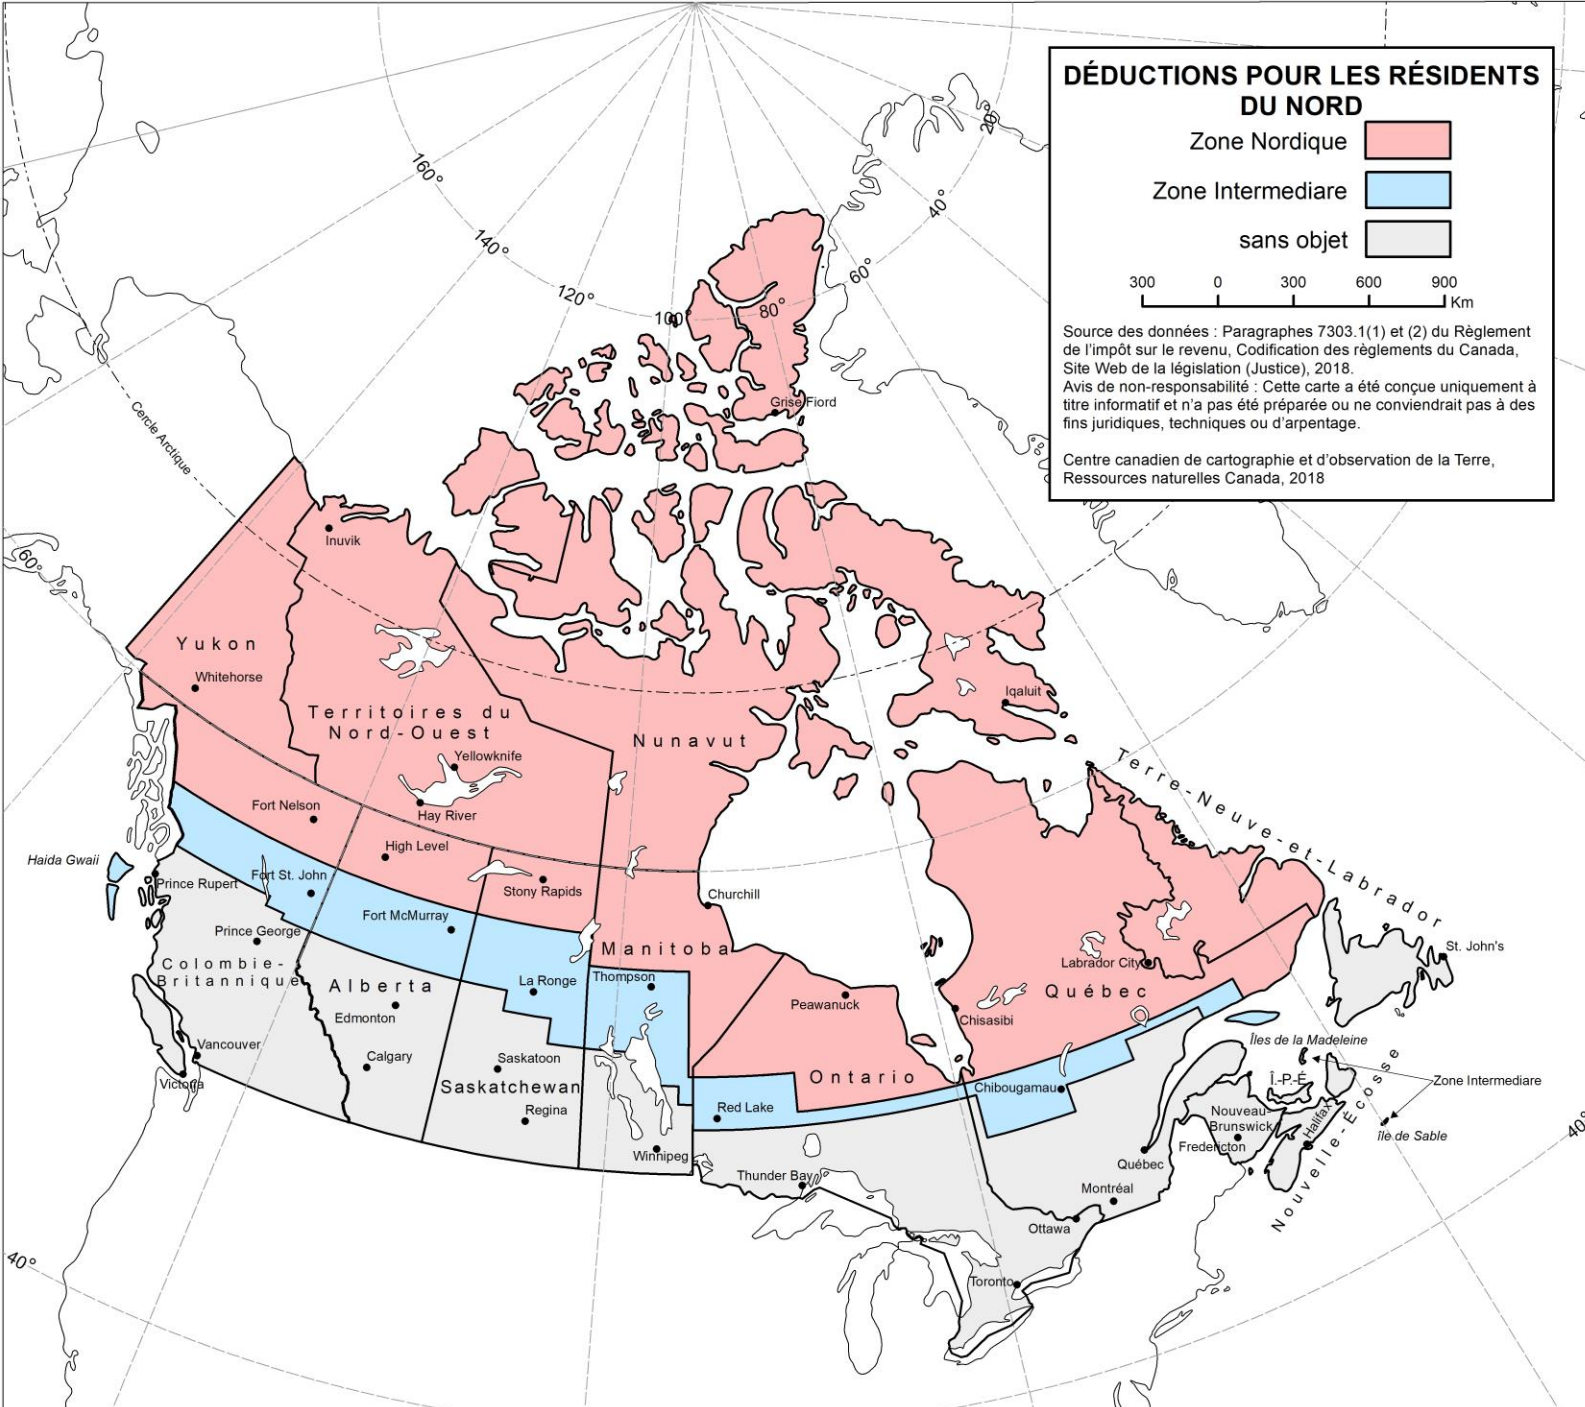 DÉDUCTIONS POUR LES RÉSIDENTS
DU NORD
Zone Nordique
Zone Intermediare
sans objet
300 0 300 600 900
Km
Source des données : Paragraphes 7303.1(1) et (2) du Règlement
de l'impôt sur le revenu, Codification des règlements du Canada,
Site Web de la législation (Justice), 2018.
Avis de non-responsabilité : Cette carte a été conçue uniquement à
titre informatif et n'a pas été préparée ou ne conviendrait pas à des
fins juridiques, techniques ou d'arpentage.
Centre canadien de cartographie et d'observation de la Terre,
Ressources naturelles Canada, 2018
20°
40°
60°
80°
100°
120°
140°
160°
Cercle Arctique
60°
Grise Fiord
Inuvik
Yukon
Whitehorse
Territoires du
Nord-Ouest
Yellowknife
Hay River
Nunavut
Iqaluit
Terre-Neuve-et-Labrador
Fort Nelson
High Level
Stony Rapids
Churchill
Haida Gwaii
Prince Rupert
Fort St. John
Fort McMurray
Prince George
Colombie-
Britannique
Alberta
Edmonton
Calgary
La Ronge
Manitoba
Thompson
Peawanuck
Chisasibi
Labrador City
Québec
St. John's
Vancouver
Victoria
Saskatoon
Saskatchewan
Regina
Winnipeg
Ontario
Red Lake
Chibougamau
Îles de la Madeleine
Zone Intermediare
île de Sable
Î.-P.-É
Nouveau-
Brunswick
Fredericton
Halifax
Nouvelle-Écosse
Thunder Bay
Québec
Montréal
Ottawa
Toronto
40°
40°